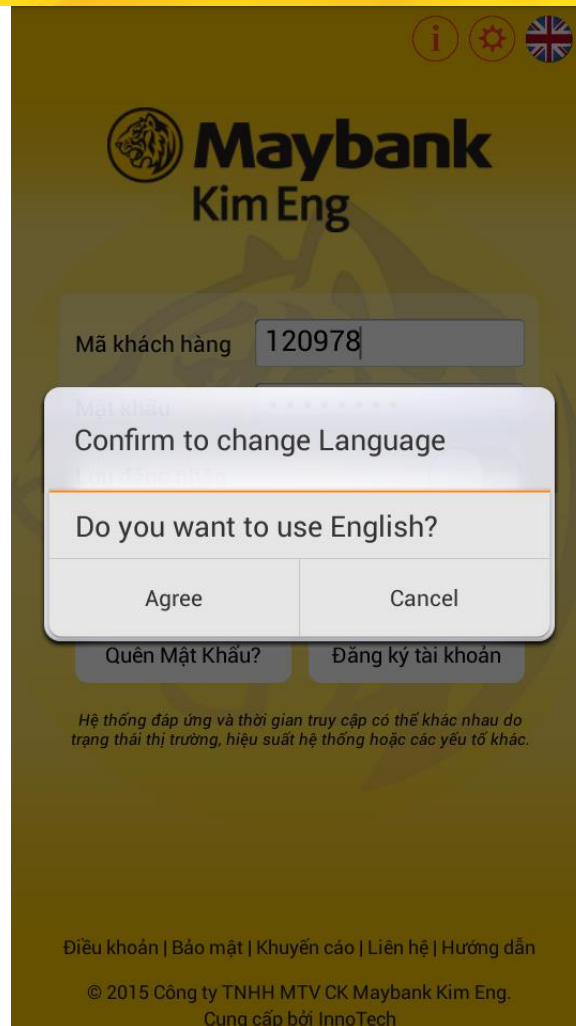 i
Maybank
Kim Eng
Mã khách hàng 120978
Mật khẩu
Confirm to change Language
Do you want to use English?
Agree Cancel
Quên Mật Khẩu? Đăng ký tài khoản
Hệ thống đáp ứng và thời gian truy cập có thể khác nhau do
trạng thái thị trường, hiệu suất hệ thống hoặc các yếu tố khác.
Điều khoản | Bảo mật | Khuyến cáo | Liên hệ | Hướng dẫn
© 2015 Công ty TNHH MTV CK Maybank Kim Eng.
Cung cấp bởi InnoTech